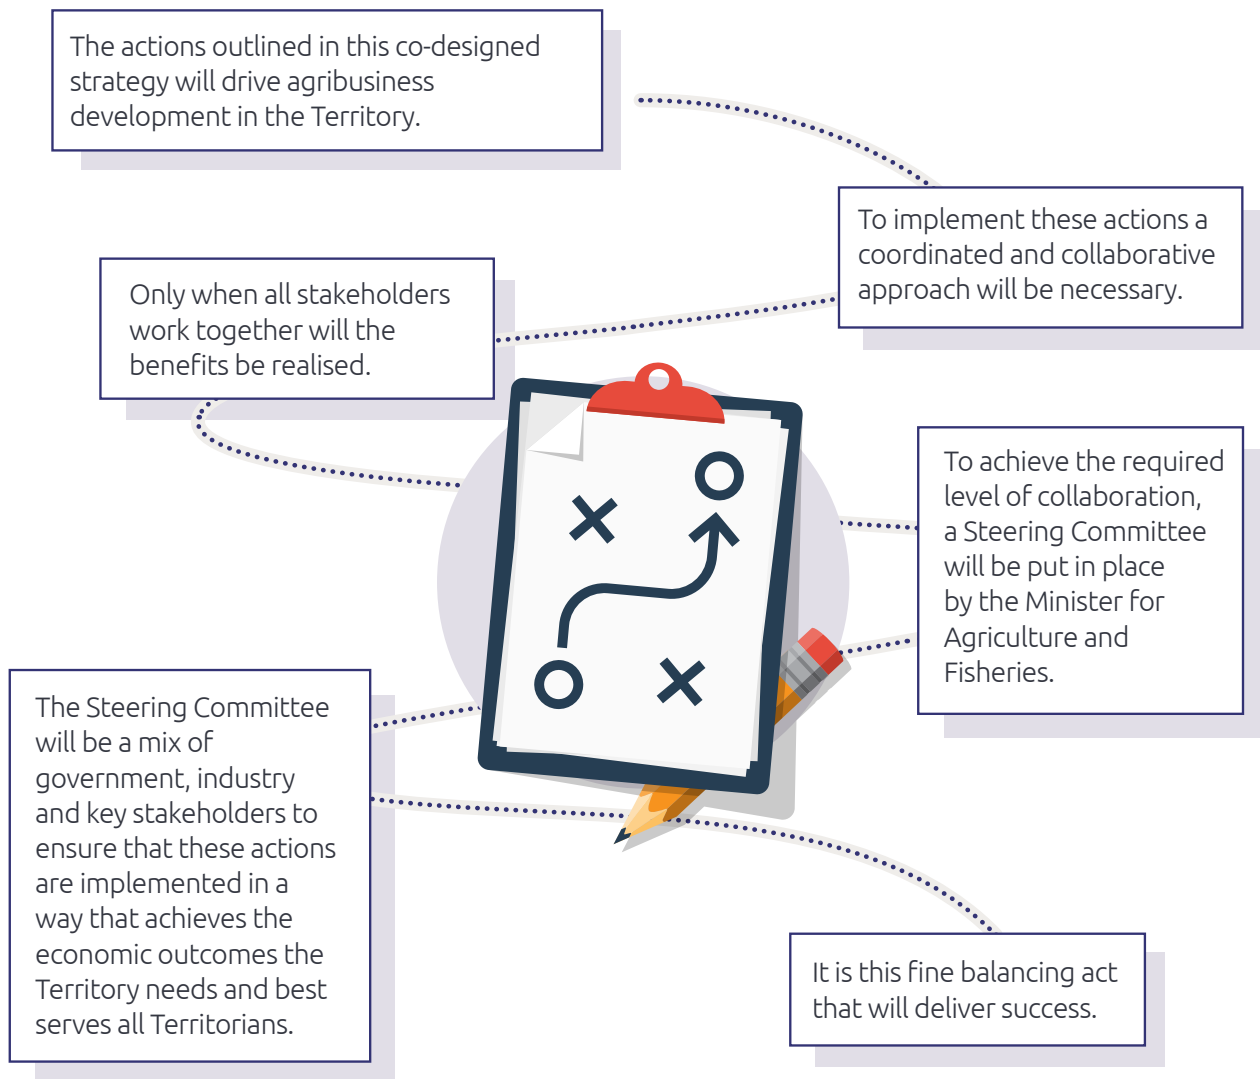 The actions outlined in this co-designed
strategy will drive agribusiness
development in the Territory.
To implement these actions a
coordinated and collaborative
approach will be necessary.
Only when all stakeholders
work together will the
benefits be realised.
To achieve the required
level of collaboration,
a Steering Committee
will be put in place
by the Minister for
Agriculture and
Fisheries.
The Steering Committee
will be a mix of
government, industry
and key stakeholders to
ensure that these actions
are implemented in a
way that achieves the
economic outcomes the
Territory needs and best
serves all Territorians.
It is this fine balancing act
that will deliver success.